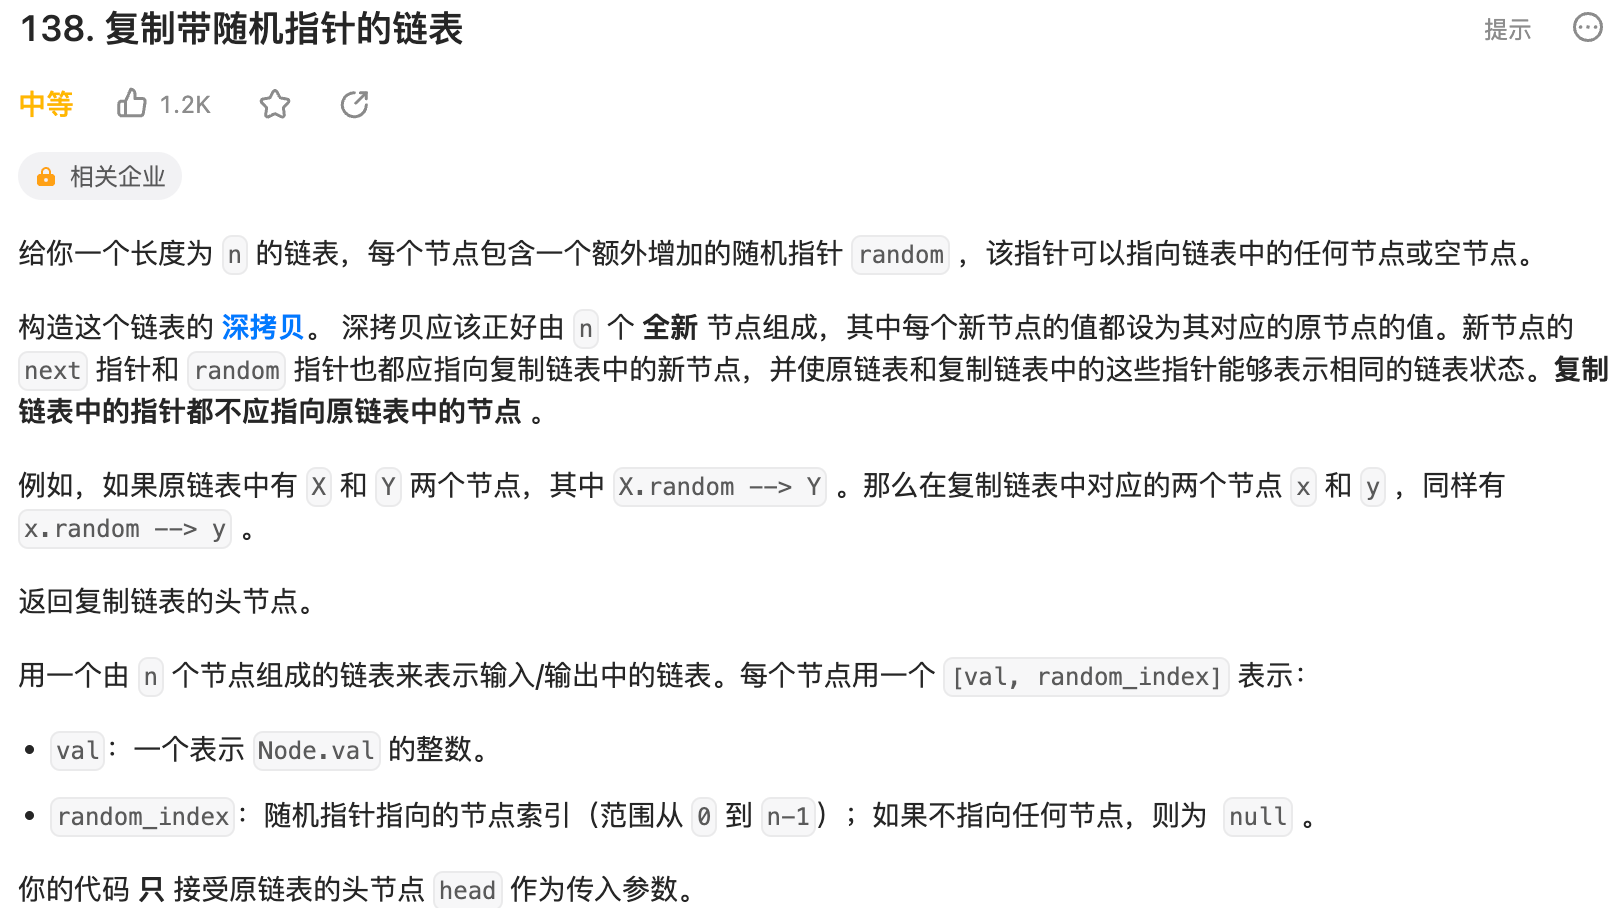 138. 复制带随机指针的链表
提示
中等 1.2K
相关企业
给你一个长度为 n 的链表，每个节点包含一个额外增加的随机指针 random ，该指针可以指向链表中的任何节点或空节点。
构造这个链表的 深拷贝。 深拷贝应该正好由 n 个 全新 节点组成，其中每个新节点的值都设为其对应的原节点的值。新节点的
next 指针和 random 指针也都应指向复制链表中的新节点，并使原链表和复制链表中的这些指针能够表示相同的链表状态。复制
链表中的指针都不应指向原链表中的节点 。
例如，如果原链表中有 X 和 Y 两个节点，其中 X.random --> Y 。那么在复制链表中对应的两个节点 x 和 y ，同样有
x.random --> y 。
返回复制链表的头节点。
用一个由 n 个节点组成的链表来表示输入/输出中的链表。每个节点用一个 [val, random_index] 表示：
• val：一个表示 Node.val 的整数。
• random_index：随机指针指向的节点索引（范围从 0 到 n-1）；如果不指向任何节点，则为 null 。
你的代码 只 接受原链表的头节点 head 作为传入参数。